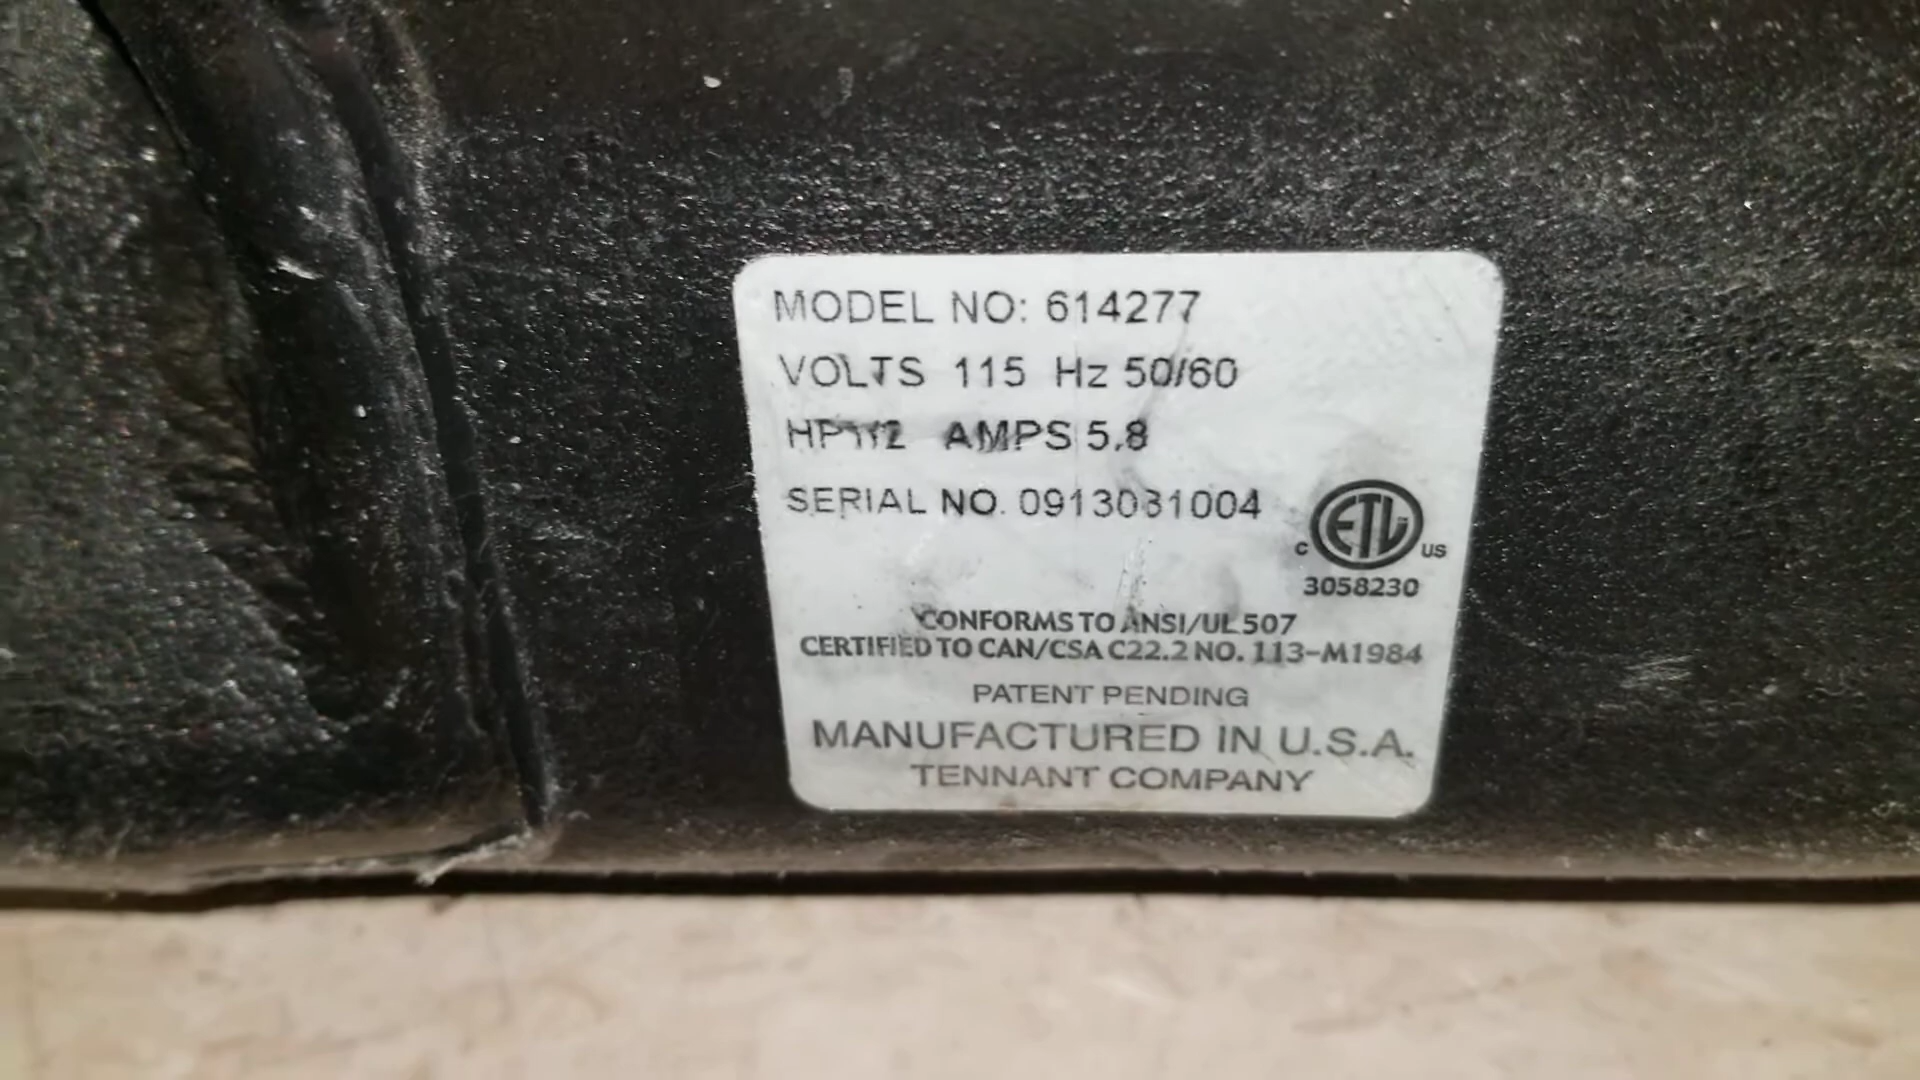 MODEL NO: 614277
VOLTS 115 Hz 50/60
HP 1/2 AMPS 5.8
SERIAL NO. 0913081004
C ETL US
3058230
CONFORMS TO ANSI/UL 507
CERTIFIED TO CAN/CSA C22.2 NO. 113-M1984
PATENT PENDING
MANUFACTURED IN U.S.A.
TENNANT COMPANY